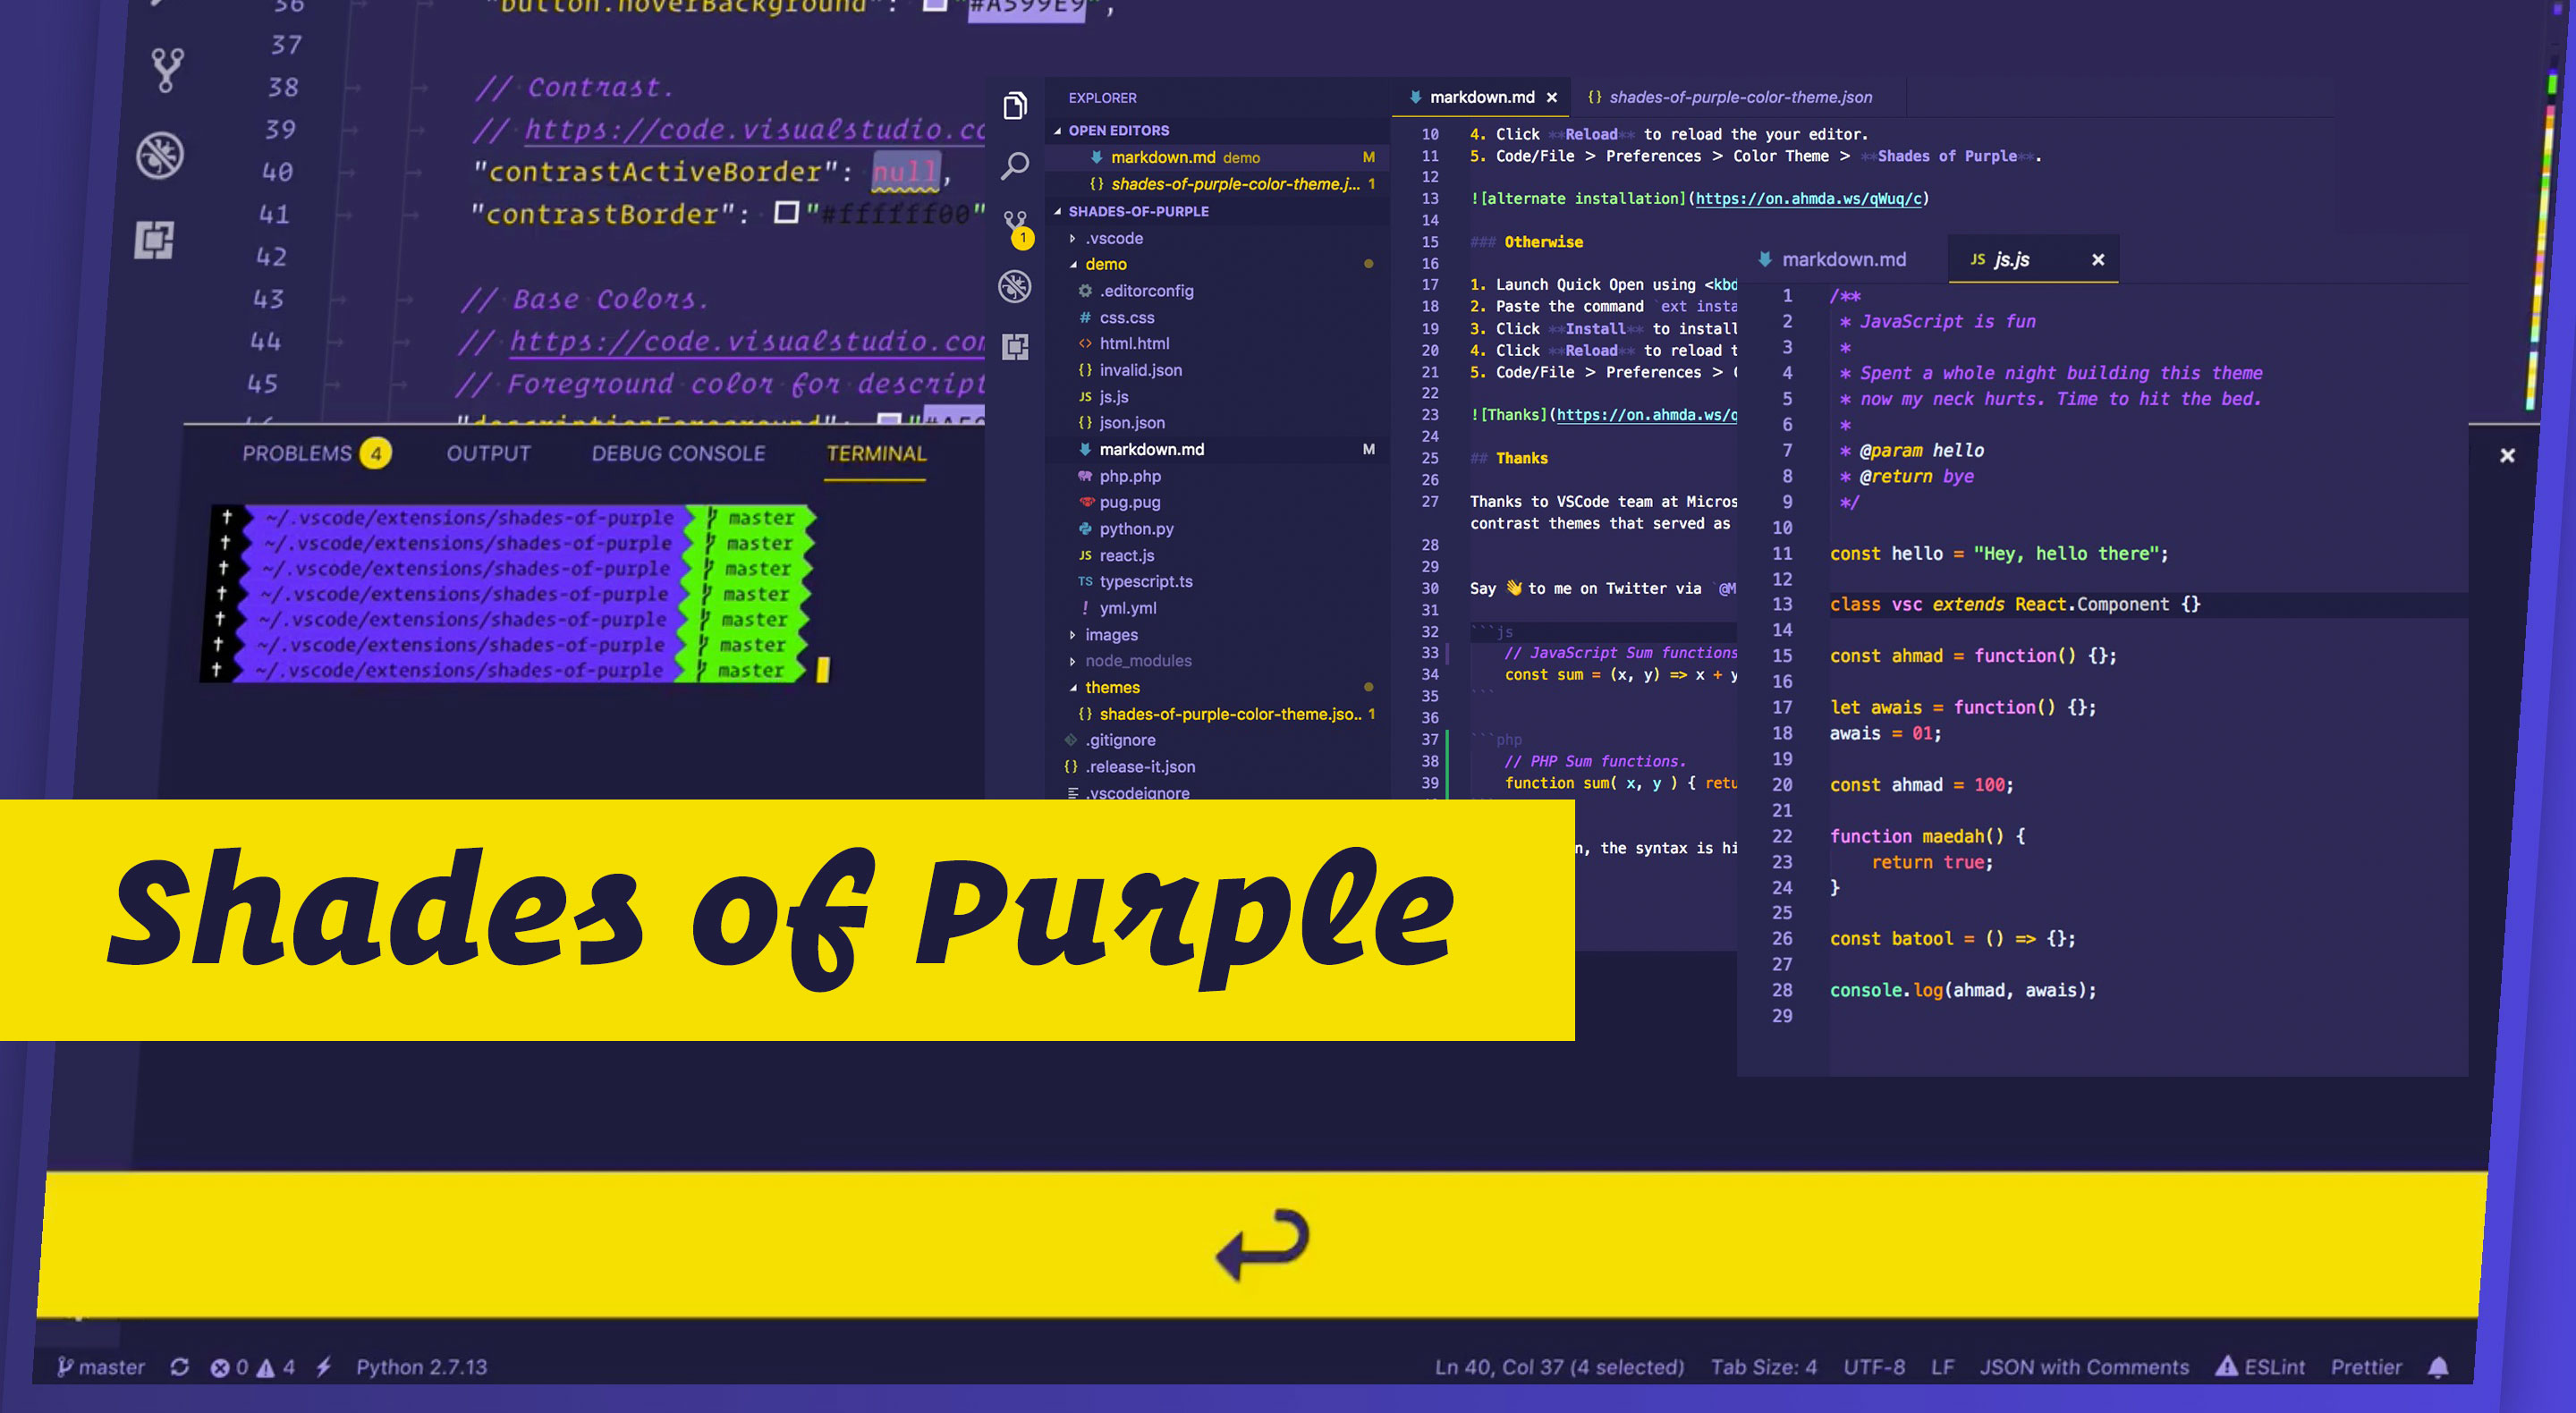 36 "button.hoverBackground": "#A599E9",
37
38 // Contrast.
39 // https://code.visualstudio.co
40 "contrastActiveBorder": null,
41 "contrastBorder": "#ffffff00"
42
43 // Base Colors.
44 // https://code.visualstudio.com
45 // Foreground color for descript
"descriptionForeground": "#A59
PROBLEMS 4 OUTPUT DEBUG CONSOLE TERMINAL
~/.vscode/extensions/shades-of-purple master
~/.vscode/extensions/shades-of-purple master
~/.vscode/extensions/shades-of-purple master
~/.vscode/extensions/shades-of-purple master
~/.vscode/extensions/shades-of-purple master
~/.vscode/extensions/shades-of-purple master
~/.vscode/extensions/shades-of-purple master
EXPLORER
OPEN EDITORS
markdown.md demo M
{} shades-of-purple-color-theme.j... 1
SHADES-OF-PURPLE
1
.vscode
demo
.editorconfig
# css.css
<> html.html
{} invalid.json
JS js.js
{} json.json
markdown.md M
php.php
pug.pug
python.py
JS react.js
TS typescript.ts
! yml.yml
images
node_modules
themes
{} shades-of-purple-color-theme.jso.. 1
.gitignore
{} .release-it.json
.vscodeignore
markdown.md × {} shades-of-purple-color-theme.json
10 4. Click **Reload** to reload the your editor.
11 5. Code/File > Preferences > Color Theme > **Shades of Purple**.
12
13 ![alternate installation](https://on.ahmda.ws/qWuq/c)
14
15 ### Otherwise
16
17 1. Launch Quick Open using <kbd
18 2. Paste the command `ext insta
19 3. Click **Install** to install
20 4. Click **Reload** to reload t
21 5. Code/File > Preferences > C
22
23 ![Thanks](https://on.ahmda.ws/q
24
25 ## Thanks
26
27 Thanks to VSCode team at Micros
contrast themes that served as
28
29
30 Say 👋 to me on Twitter via `@M
31
32 ```js
33 // JavaScript Sum functions
34 const sum = (x, y) => x + y
35 ```
36
37 ```php
38 // PHP Sum functions.
39 function sum( x, y ) { retu
n, the syntax is hi
markdown.md JS js.js ×
1 /**
2 * JavaScript is fun
3 *
4 * Spent a whole night building this theme
5 * now my neck hurts. Time to hit the bed.
6 *
7 * @param hello
8 * @return bye
9 */
10
11 const hello = "Hey, hello there";
12
13 class vsc extends React.Component {}
14
15 const ahmad = function() {};
16
17 let awais = function() {};
18 awais = 01;
19
20 const ahmad = 100;
21
22 function maedah() {
23 return true;
24 }
25
26 const batool = () => {};
27
28 console.log(ahmad, awais);
29
Shades of Purple
master 0 4 Python 2.7.13 Ln 40, Col 37 (4 selected) Tab Size: 4 UTF-8 LF JSON with Comments ESLint Prettier